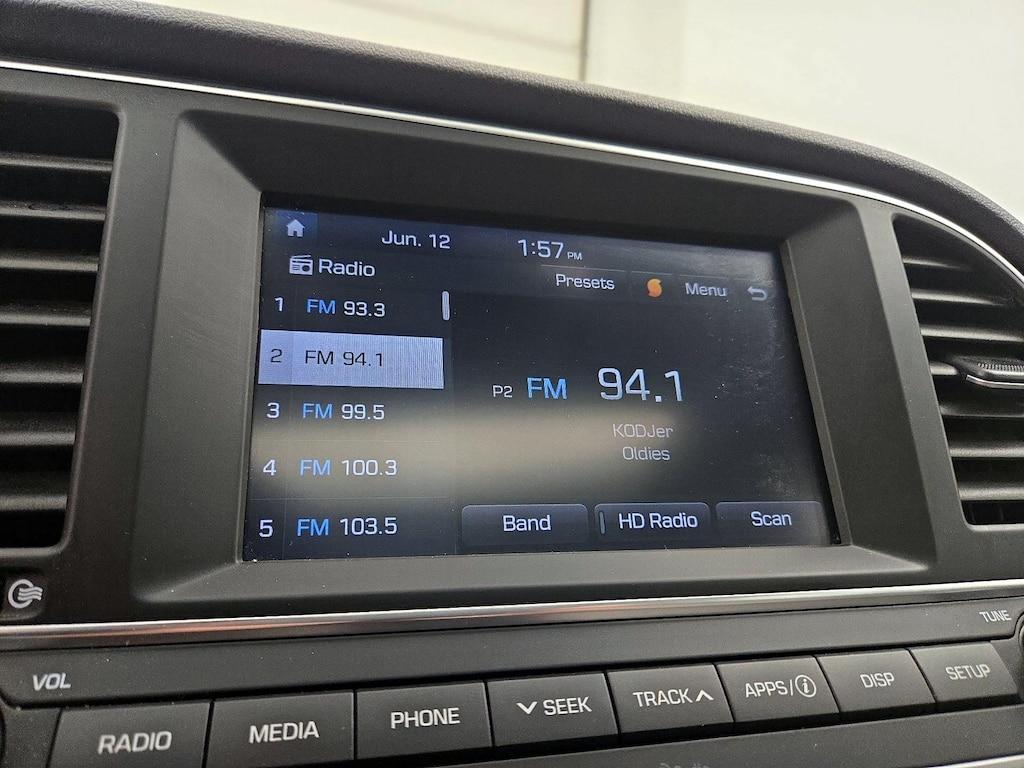 Jun. 12 1:57 PM
Radio Presets Menu
1 FM 93.3
2 FM 94.1
3 FM 99.5
4 FM 100.3
5 FM 103.5
P2 FM 94.1
KODJer
Oldies
Band HD Radio Scan
TUNE
VOL
RADIO MEDIA PHONE SEEK TRACK APPS/i DISP SETUP